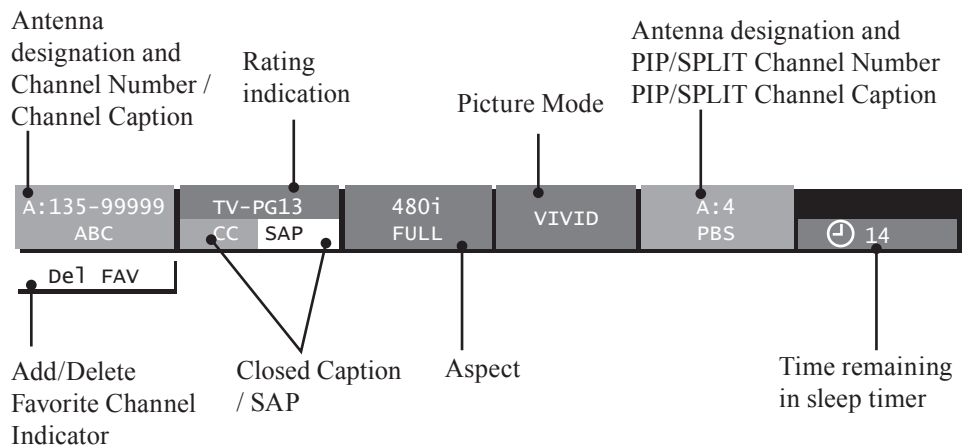 Antenna
designation and
Channel Number /
Channel Caption
Rating
indication
Picture Mode
Antenna designation and
PIP/SPLIT Channel Number
PIP/SPLIT Channel Caption
A:135-99999
ABC
TV-PG13
CC SAP
480i
FULL
VIVID
A:4
PBS
14
Del FAV
Add/Delete
Favorite Channel
Indicator
Closed Caption
/ SAP
Aspect
Time remaining
in sleep timer